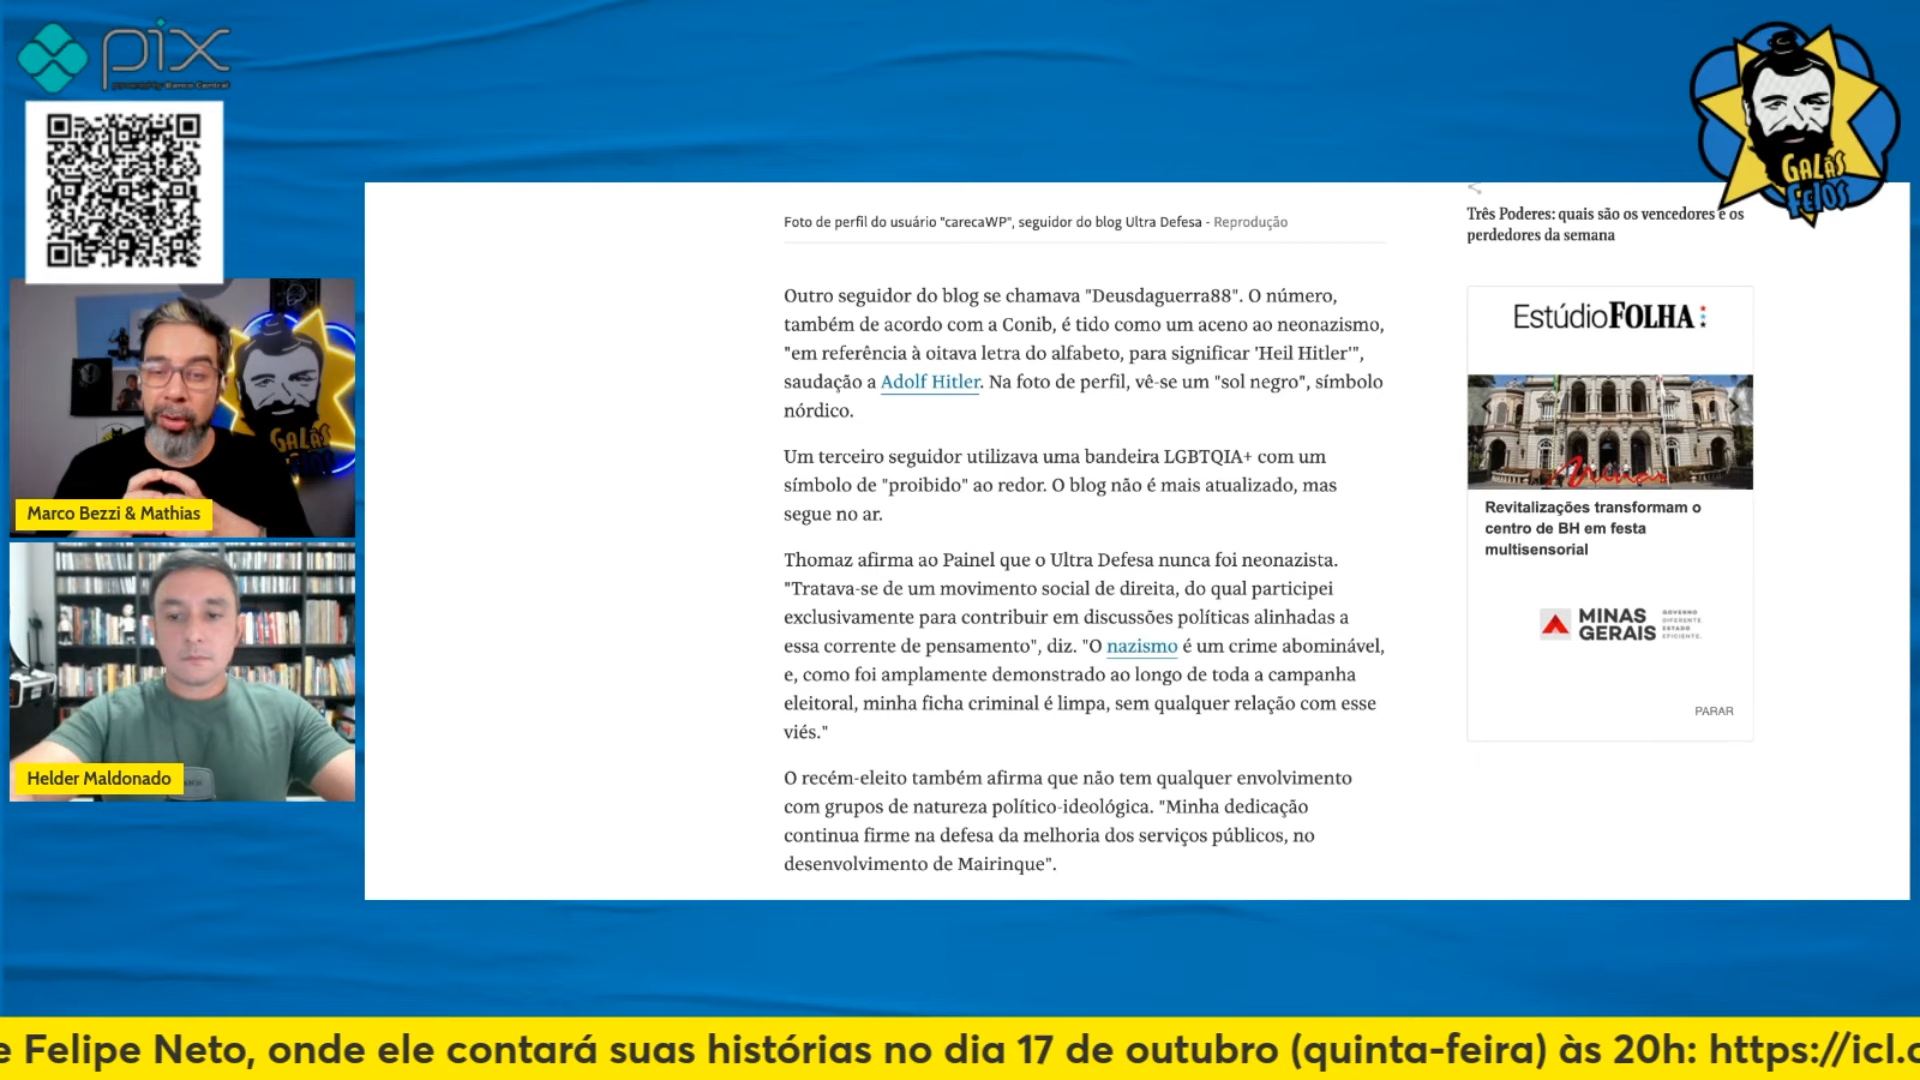 pix
powered by Banco Central
GALÃS
FEIOS
Foto de perfil do usuário "carecaWP", seguidor do blog Ultra Defesa - Reprodução
Outro seguidor do blog se chamava "Deusdaguerra88". O número,
também de acordo com a Conib, é tido como um aceno ao neonazismo,
"em referência à oitava letra do alfabeto, para significar 'Heil Hitler'",
saudação a Adolf Hitler. Na foto de perfil, vê-se um "sol negro", símbolo
nórdico.
Um terceiro seguidor utilizava uma bandeira LGBTQIA+ com um
símbolo de "proibido" ao redor. O blog não é mais atualizado, mas
segue no ar.
Thomaz afirma ao Painel que o Ultra Defesa nunca foi neonazista.
"Tratava-se de um movimento social de direita, do qual participei
exclusivamente para contribuir em discussões políticas alinhadas a
essa corrente de pensamento", diz. "O nazismo é um crime abominável,
e, como foi amplamente demonstrado ao longo de toda a campanha
eleitoral, minha ficha criminal é limpa, sem qualquer relação com esse
viés."
O recém-eleito também afirma que não tem qualquer envolvimento
com grupos de natureza político-ideológica. "Minha dedicação
continua firme na defesa da melhoria dos serviços públicos, no
desenvolvimento de Mairinque".
Três Poderes: quais são os vencedores e os
perdedores da semana
EstúdioFOLHA
Minas
Revitalizações transformam o
centro de BH em festa
multisensorial
MINAS
GERAIS
GOVERNO
DIFERENTE
ESTADO
EFICIENTE.
PARAR
GALÃS
Marco Bezzi & Mathias
Helder Maldonado
e Felipe Neto, onde ele contará suas histórias no dia 17 de outubro (quinta-feira) às 20h: https://icl.c